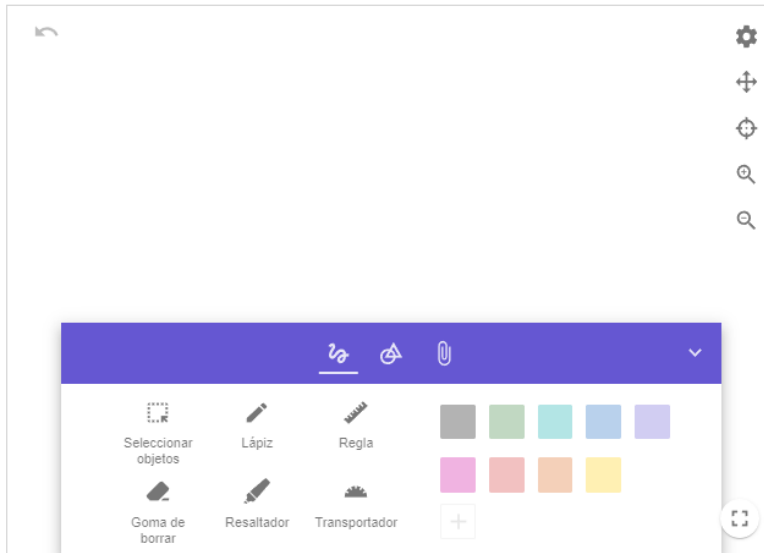 Seleccionar
objetos
Lápiz
Regla
Goma de
borrar
Resaltador
Transportador